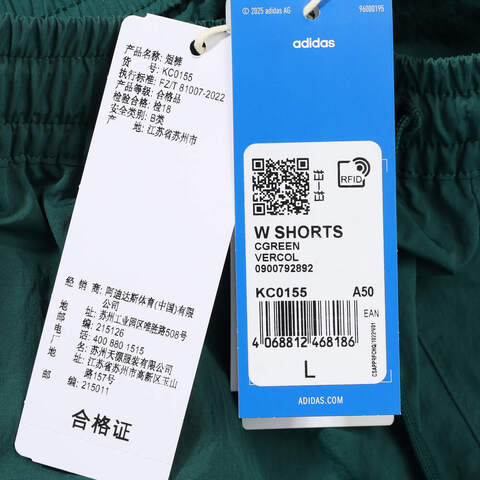 产品名称: 短裤
货 号: KC0155
执行标准: FZ/T 81007-2022
产品等级: 合格品
检验合格: 检18
安全类别: B类
产 地: 江苏省苏州市
经 销 商: 阿迪达斯体育(中国)有限
公司
地 址: 苏州工业园区唯胜路508号
邮 编: 215126
电 话: 400 880 1515
制造商名: 苏州天媛服装有限公司
地 址: 江苏省苏州市高新区玉山
路157号
邮 编: 215011
合格证
© 2025 adidas AG
96000195
adidas
RFID
W SHORTS
CGREEN
VERCOL
0900792892
KC0155 A50
EAN
4 068812 468186
L
ADIDAS.COM